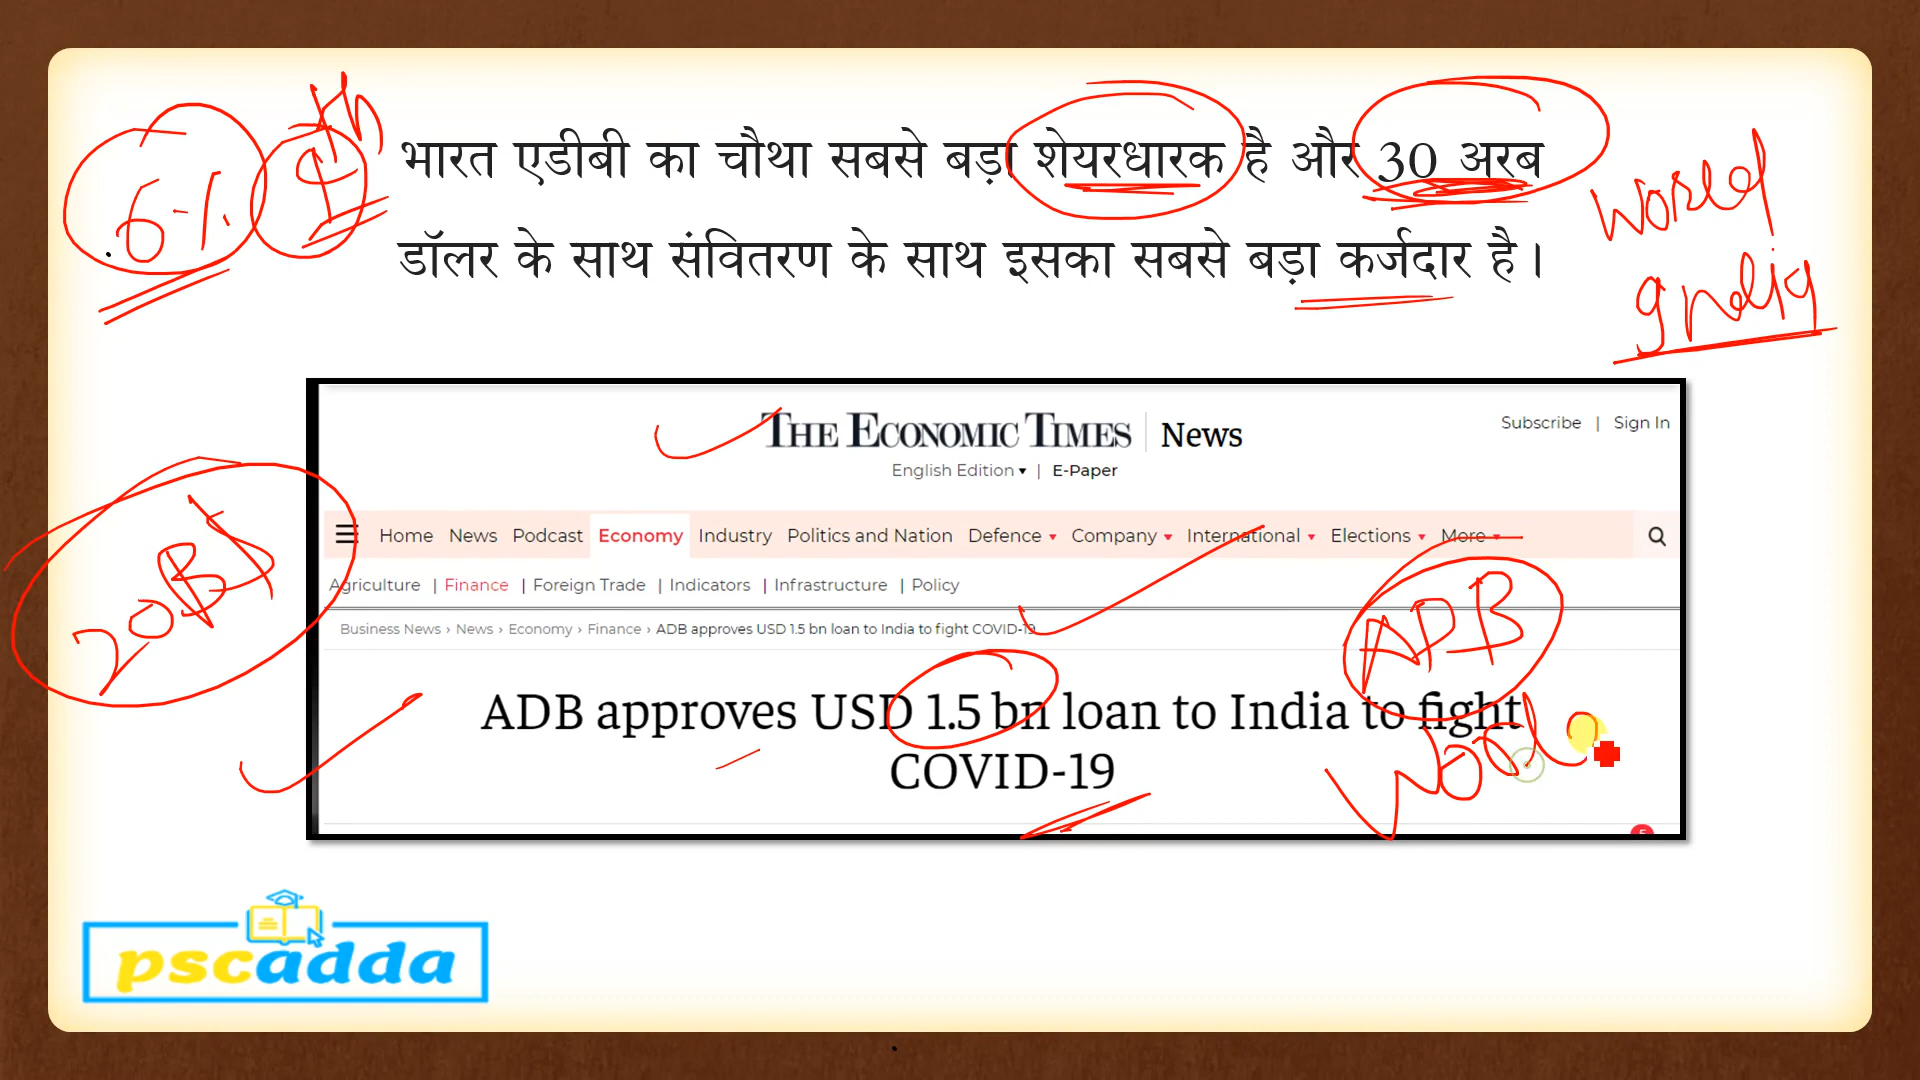 भारत एडीबी का चौथा सबसे बड़ा शेयरधारक है और 30 अरब
डॉलर के साथ संवितरण के साथ इसका सबसे बड़ा कर्जदार है।
6%
th
World
India
THE ECONOMIC TIMES | News
Subscribe | Sign In
English Edition ▾ | E-Paper
Home News Podcast Economy Industry Politics and Nation Defence Company International Elections More
Agriculture | Finance | Foreign Trade | Indicators | Infrastructure | Policy
Business News › News › Economy › Finance › ADB approves USD 1.5 bn loan to India to fight COVID-19
20B
ADB
ADB approves USD 1.5 bn loan to India to fight
COVID-19
World
pscadda